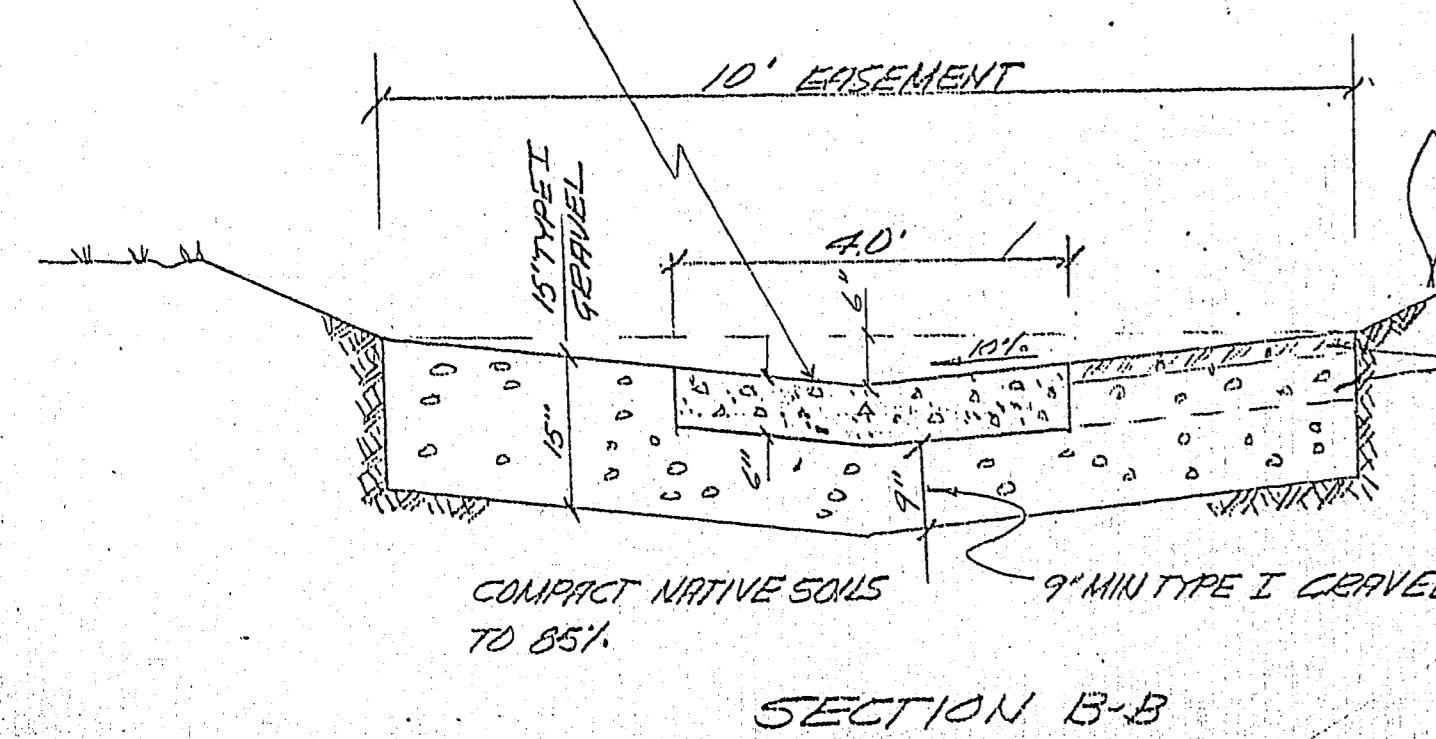 10' EASEMENT
15" TYPE I
GRAVEL
4.0'
6"
10%
15"
6"
9"
COMPACT NATIVE SOILS
TO 85%
9" MIN TYPE I GRAVEL
SECTION B-B